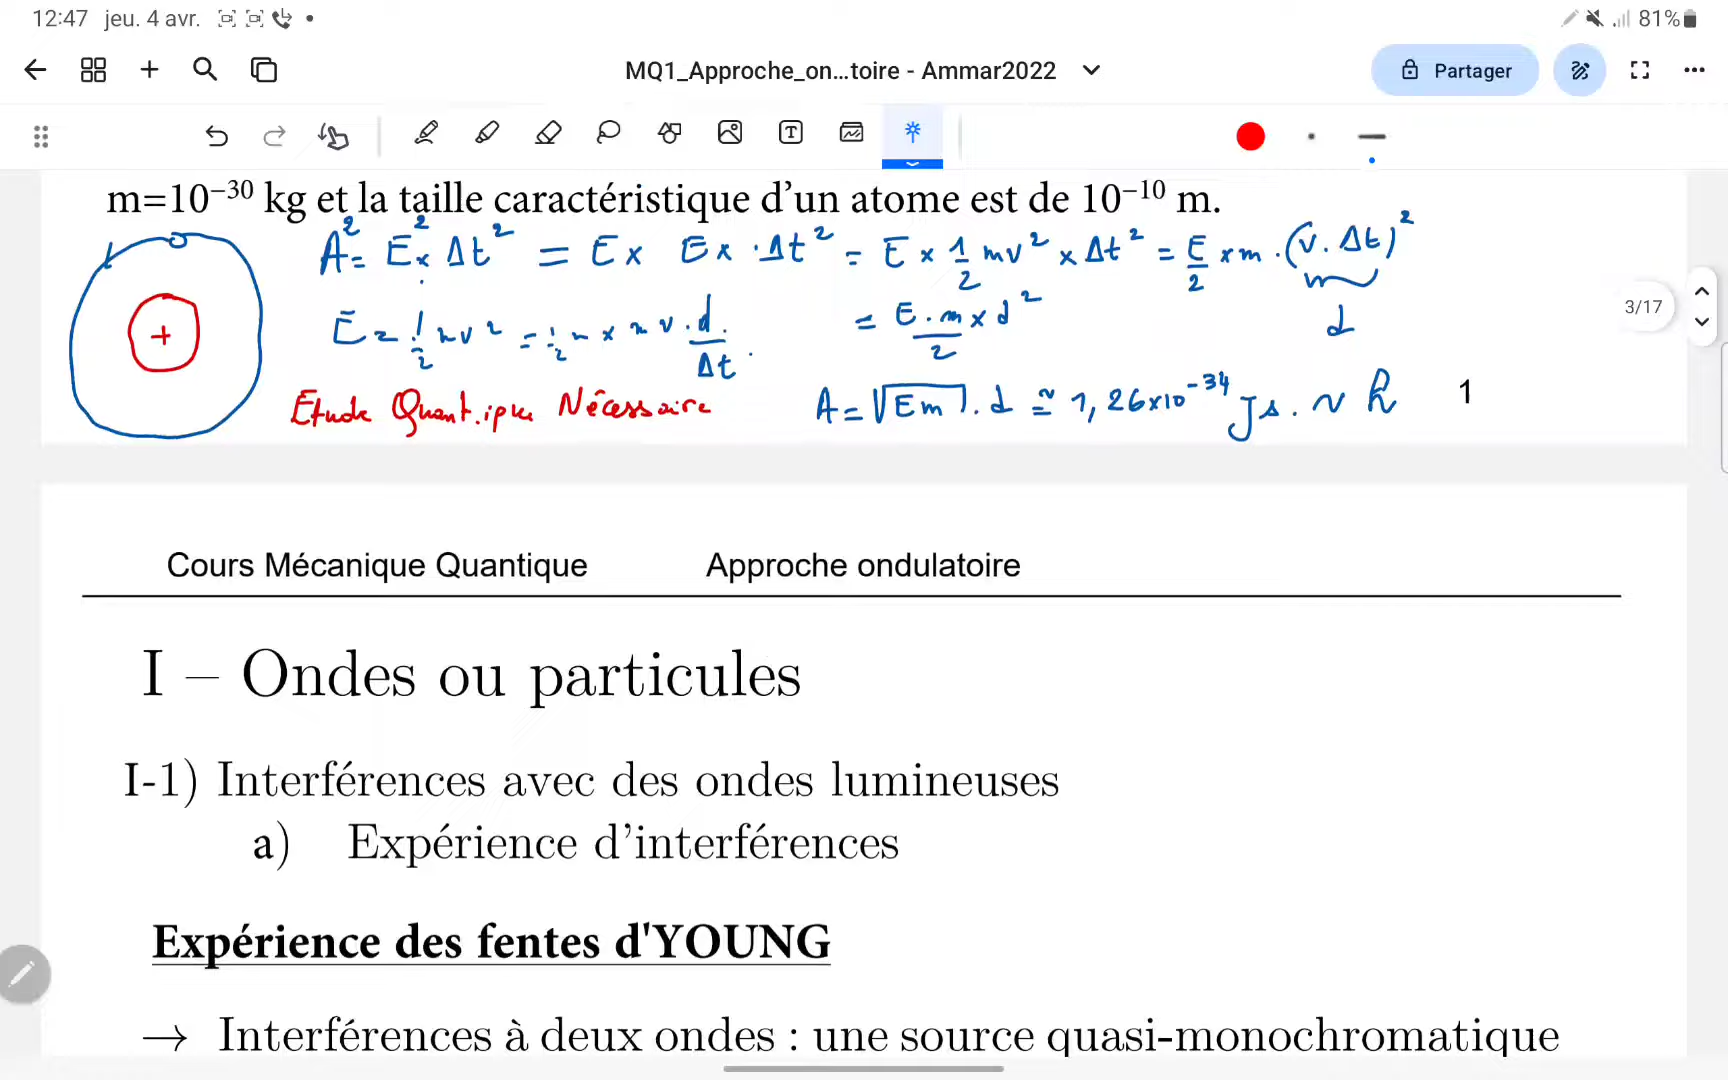 12:47 jeu. 4 avr.
81%
MQ1_Approche_on...toire - Ammar2022
Partager
m=10⁻³⁰ kg et la taille caractéristique d'un atome est de 10⁻¹⁰ m.
A² = E² × Δt² = E × E × · Δt² = E × 1/2 mv² × Δt² = E/2 × m · (v. Δt)²
E = 1/2 mv² = 1/2 m × m v · d/Δt .
= E . m × d² / 2
d
+
3/17
Etude Quantique Nécessaire
A = √Em . d ≃ 1,26×10⁻³⁴ Js. ~ ħ
1
Cours Mécanique Quantique Approche ondulatoire
I – Ondes ou particules
I-1) Interférences avec des ondes lumineuses
a) Expérience d'interférences
Expérience des fentes d'YOUNG
→ Interférences à deux ondes : une source quasi-monochromatique